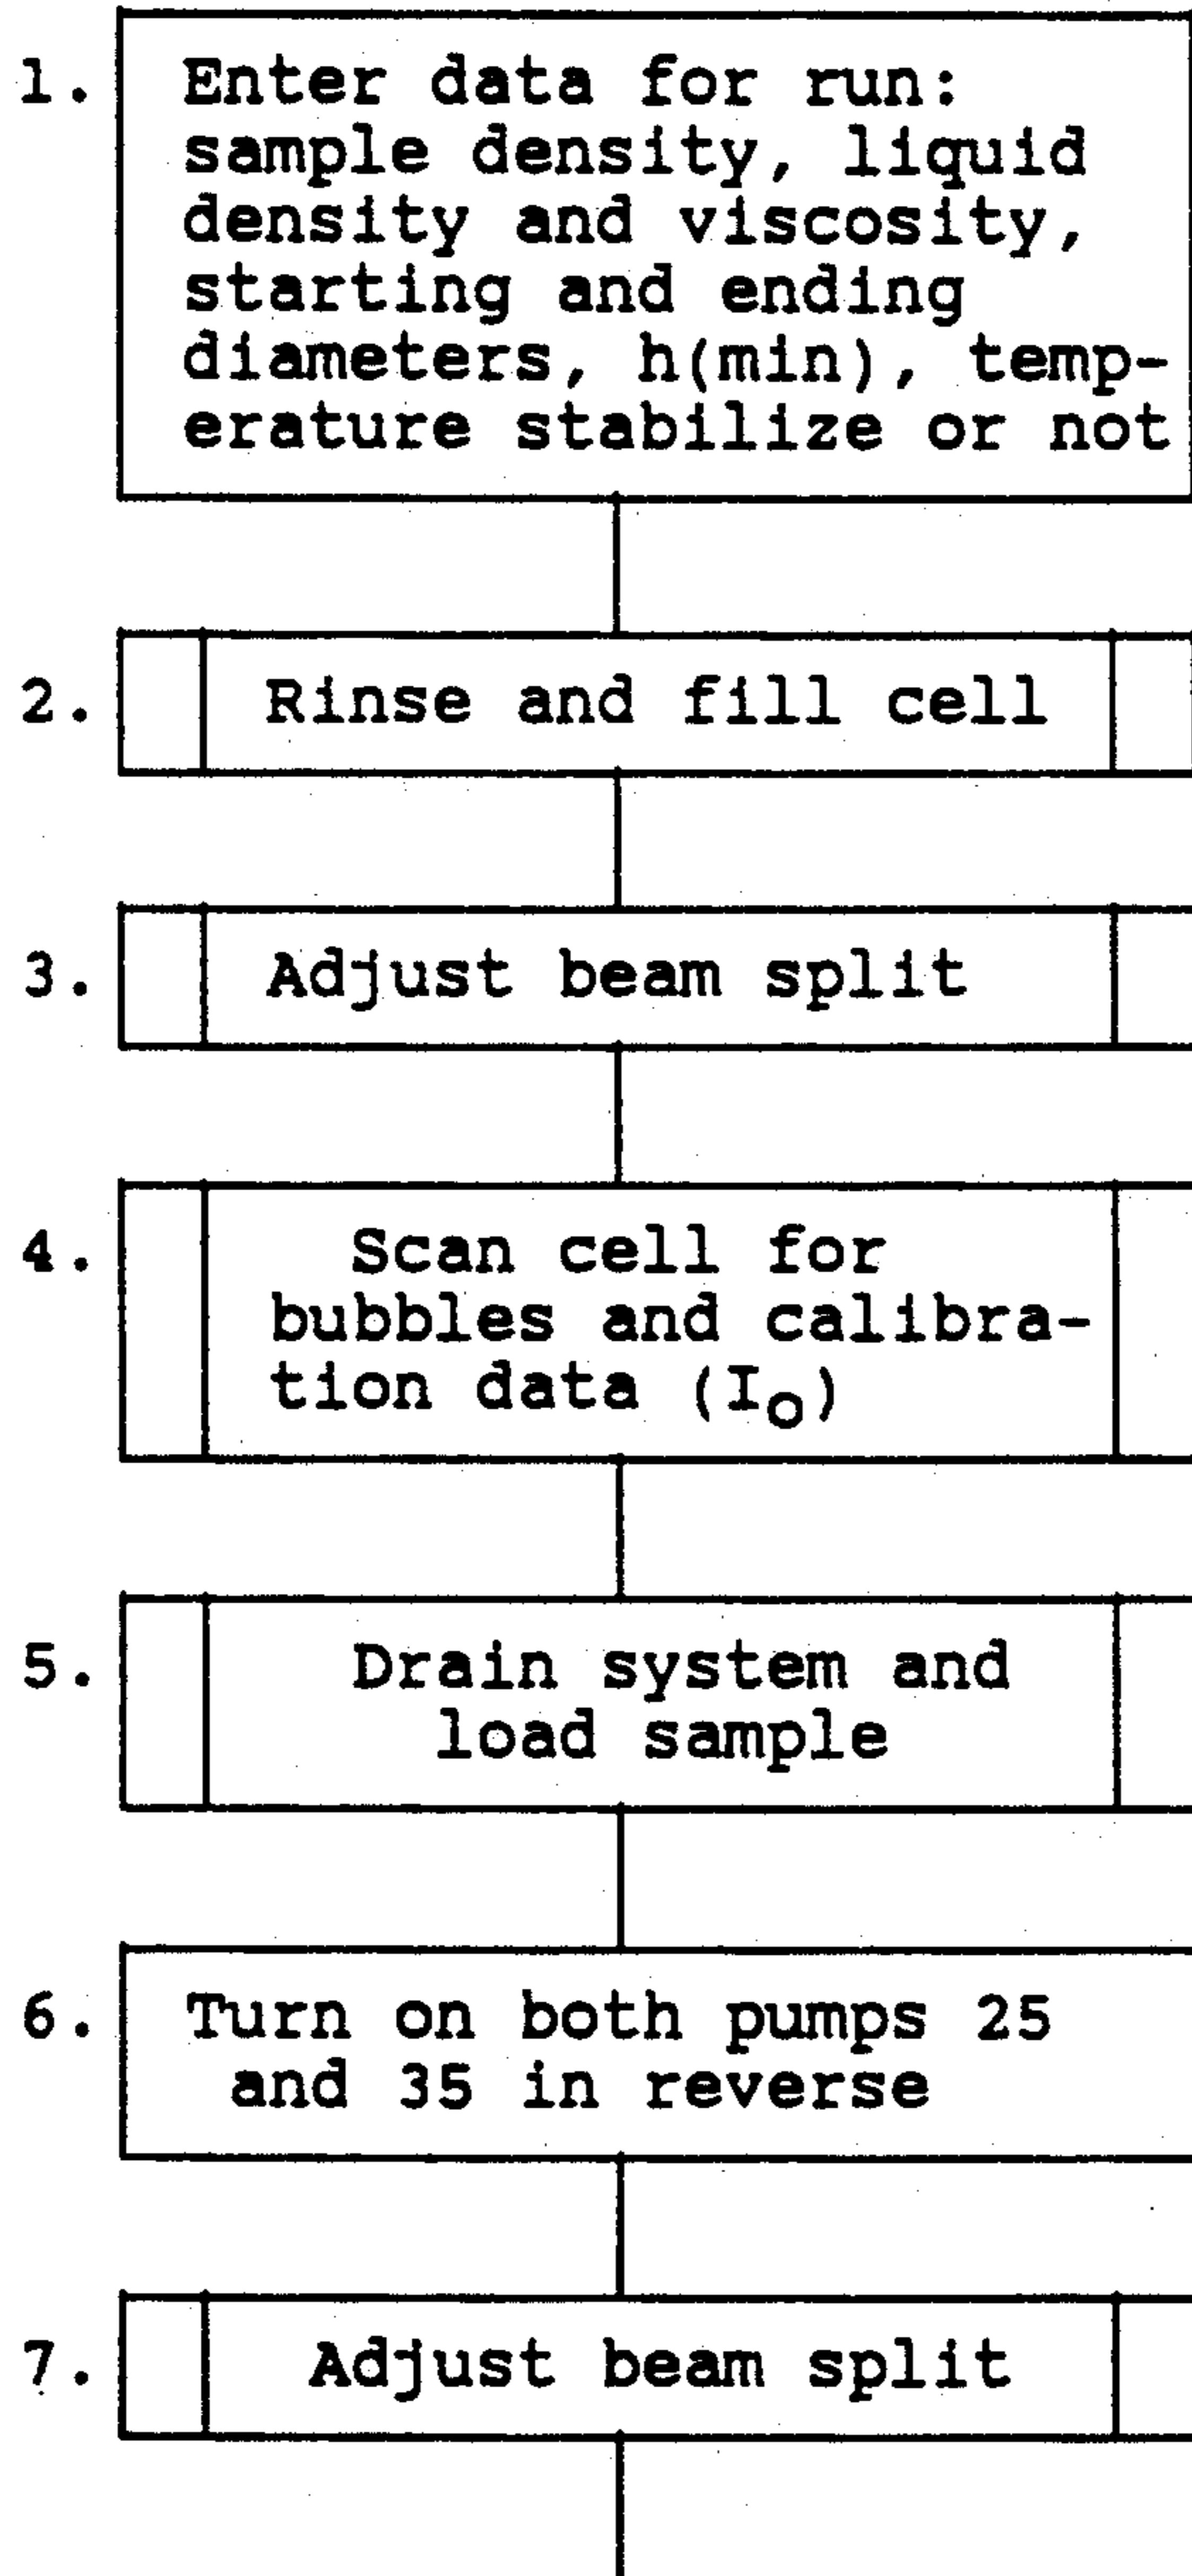 1. Enter data for run:
sample density, liquid
density and viscosity,
starting and ending
diameters, h(min), temp-
erature stabilize or not
2. Rinse and fill cell
3. Adjust beam split
4. Scan cell for
bubbles and calibra-
tion data (I₀)
5. Drain system and
load sample
6. Turn on both pumps 25
and 35 in reverse
7. Adjust beam split